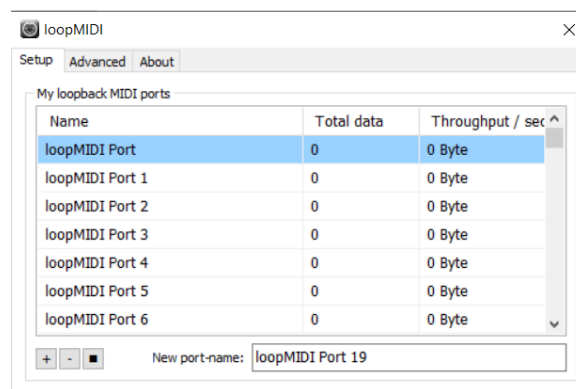 loopMIDI
Setup Advanced About
My loopback MIDI ports
Name Total data Throughput / sec
loopMIDI Port 0 0 Byte
loopMIDI Port 1 0 0 Byte
loopMIDI Port 2 0 0 Byte
loopMIDI Port 3 0 0 Byte
loopMIDI Port 4 0 0 Byte
loopMIDI Port 5 0 0 Byte
loopMIDI Port 6 0 0 Byte
+ - New port-name: loopMIDI Port 19